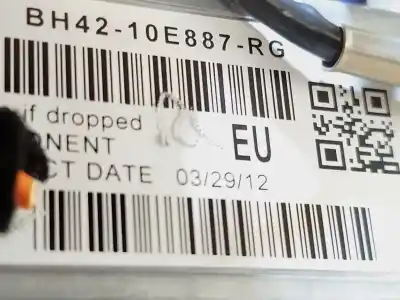 BH42-10E887-RG
if dropped
EU
NENT
CT DATE 03/29/12